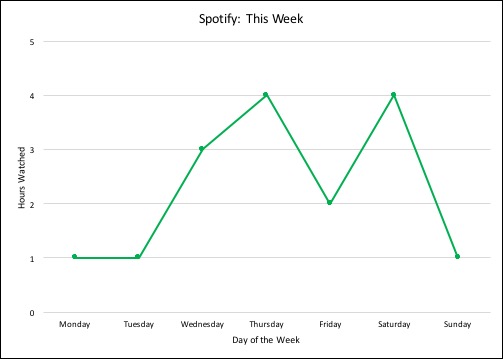 Spotify: This Week
5
4
3
2
1
0
Hours Watched
Monday Tuesday Wednesday Thursday Friday Saturday Sunday
Day of the Week